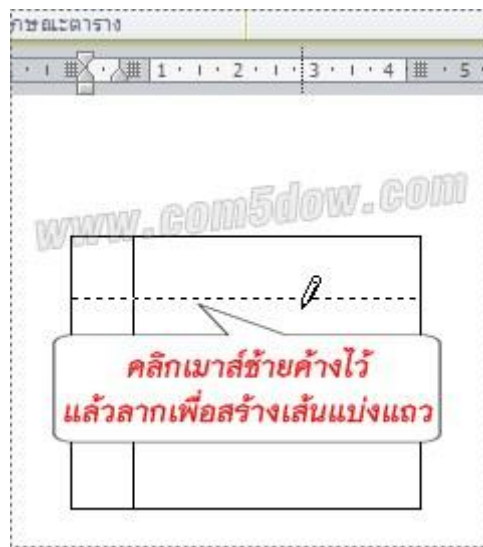 กษณะตาราง
1 2 3 4 5
www.com5dow.com
คลิกเมาส์ซ้ายค้างไว้
แล้วลากเพื่อสร้างเส้นแบ่งแถว